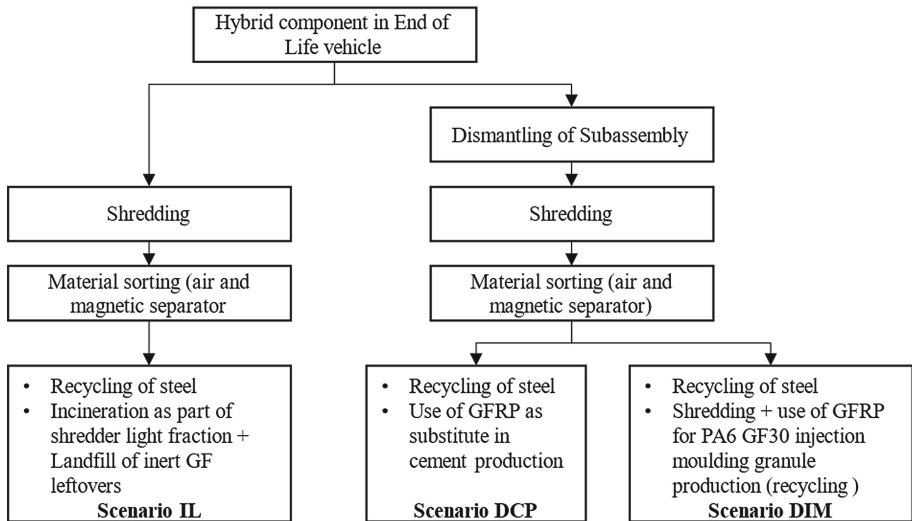 Hybrid component in End of
Life vehicle
Dismantling of Subassembly
Shredding
Shredding
Material sorting (air and
magnetic separator
Material sorting (air and
magnetic separator)
• Recycling of steel
• Incineration as part of
shredder light fraction +
Landfill of inert GF
leftovers
Scenario IL
• Recycling of steel
• Use of GFRP as
substitute in
cement production
Scenario DCP
• Recycling of steel
• Shredding + use of GFRP
for PA6 GF30 injection
moulding granule
production (recycling )
Scenario DIM